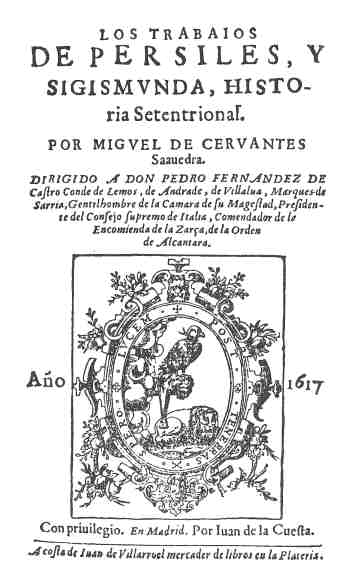 LOS TRABAIOS
DE PERSILES, Y
SIGISMVNDA, HISTO-
ria Setentrional.
POR MIGVEL DE CERVANTES
Saauedra.
DIRIGIDO A DON PEDRO FERNANDEZ DE
Castro Conde de Lemos, de Andrade, de Villalua, Marques de
Sarria, Gentilhombre de la Camara de su Magestad, Presiden-
te del Consejo supremo de Italia, Comendador de la
Encomienda de la Zarça, de la Orden
de Alcantara.
POST TENEBRAS SPERO LVCEM
Año 1617
Con priuilegio. En Madrid. Por Iuan de la Cuesta.
A costa de Iuan de Villarroel mercader de libros en la Plateria.